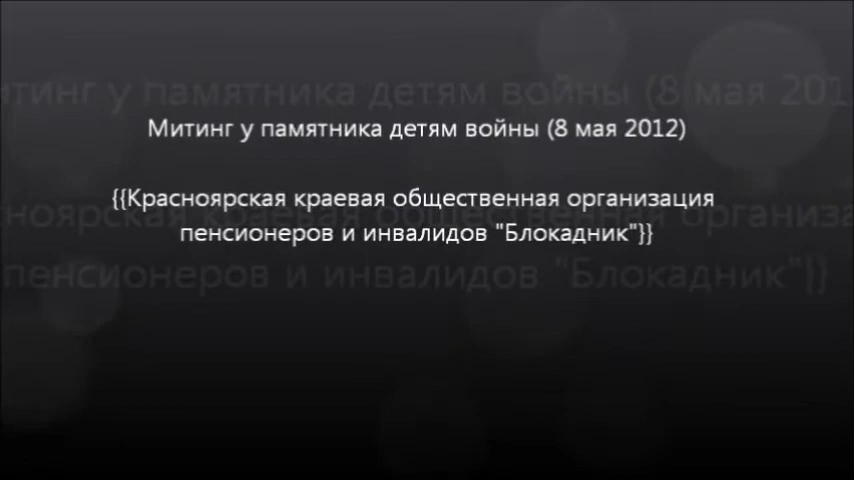 Митинг у памятника детям войны (8 мая 2012)
{{Красноярская краевая общественная организация
пенсионеров и инвалидов "Блокадник"}}